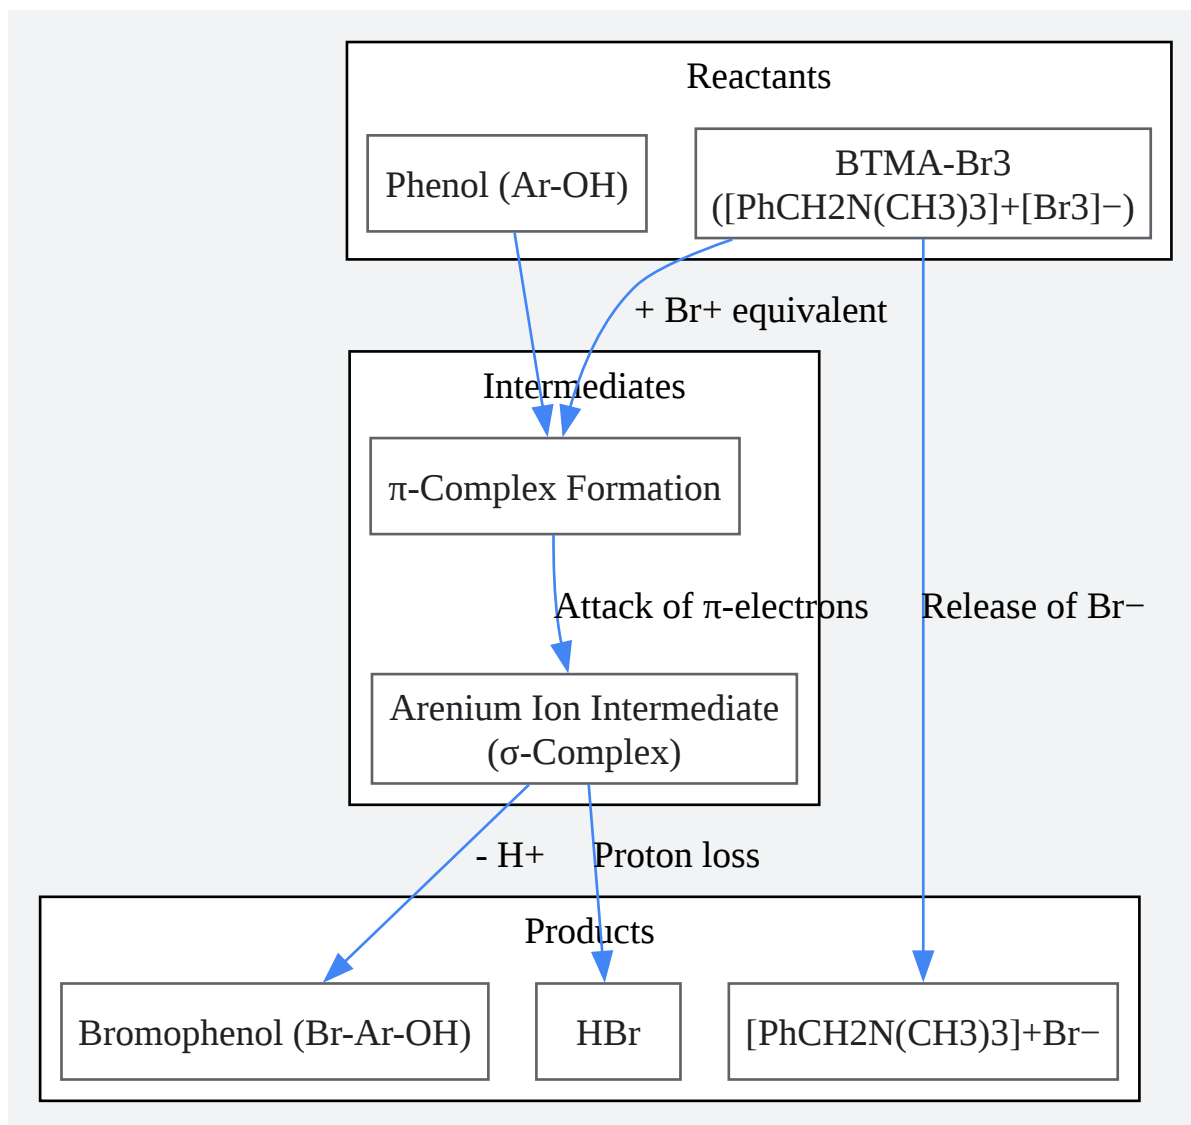 Reactants
Phenol (Ar-OH)
BTMA-Br3
([PhCH2N(CH3)3]+[Br3]−)
+ Br+ equivalent
Intermediates
π-Complex Formation
Attack of π-electrons
Release of Br−
Arenium Ion Intermediate
(σ-Complex)
- H+
Proton loss
Products
Bromophenol (Br-Ar-OH)
HBr
[PhCH2N(CH3)3]+Br−